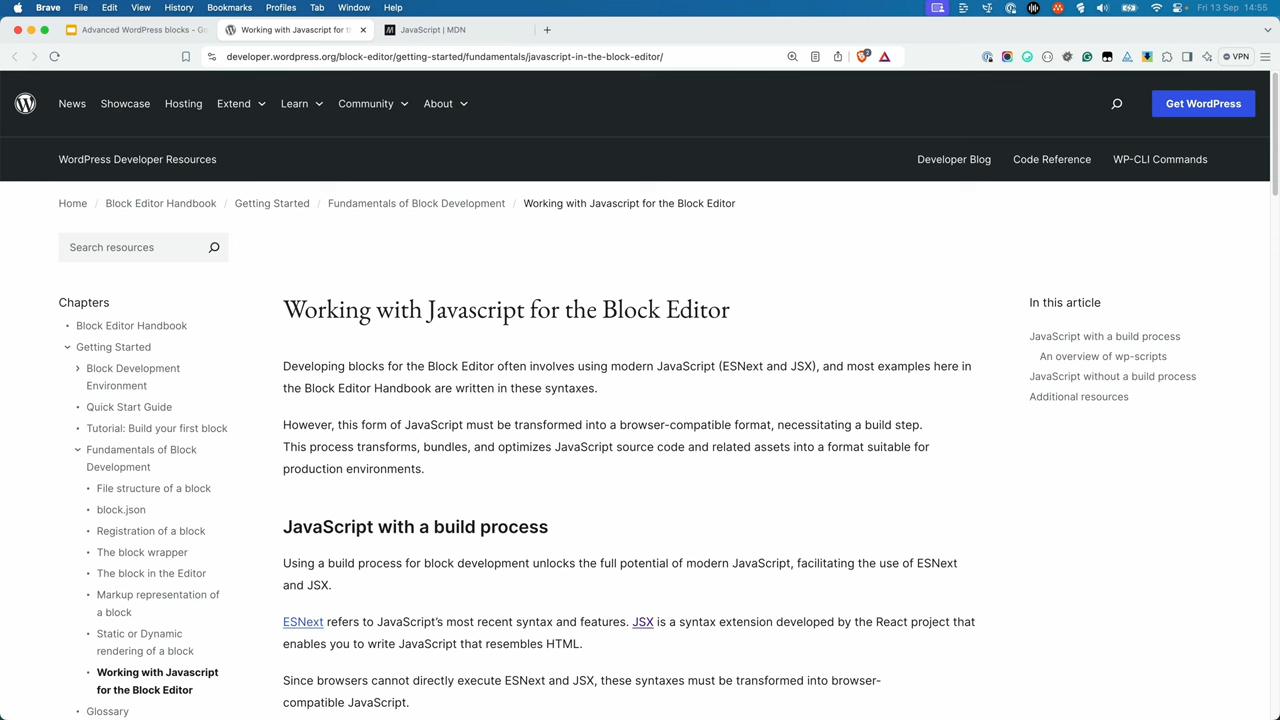 Brave File Edit View History Bookmarks Profiles Tab Window Help Fri 13 Sep 14:55
Advanced WordPress blocks - Go
Working with Javascript for th
JavaScript | MDN
developer.wordpress.org/block-editor/getting-started/fundamentals/javascript-in-the-block-editor/
2
VPN
News Showcase Hosting Extend Learn Community About
Get WordPress
WordPress Developer Resources
Developer Blog Code Reference WP-CLI Commands
Home / Block Editor Handbook / Getting Started / Fundamentals of Block Development / Working with Javascript for the Block Editor
Search resources
Chapters
Block Editor Handbook
Getting Started
Block Development
Environment
Quick Start Guide
Tutorial: Build your first block
Fundamentals of Block
Development
File structure of a block
block.json
Registration of a block
The block wrapper
The block in the Editor
Markup representation of
a block
Static or Dynamic
rendering of a block
Working with Javascript
for the Block Editor
Glossary
Working with Javascript for the Block Editor
Developing blocks for the Block Editor often involves using modern JavaScript (ESNext and JSX), and most examples here in
the Block Editor Handbook are written in these syntaxes.
However, this form of JavaScript must be transformed into a browser-compatible format, necessitating a build step.
This process transforms, bundles, and optimizes JavaScript source code and related assets into a format suitable for
production environments.
JavaScript with a build process
Using a build process for block development unlocks the full potential of modern JavaScript, facilitating the use of ESNext
and JSX.
ESNext refers to JavaScript’s most recent syntax and features. JSX is a syntax extension developed by the React project that
enables you to write JavaScript that resembles HTML.
Since browsers cannot directly execute ESNext and JSX, these syntaxes must be transformed into browser-
compatible JavaScript.
In this article
JavaScript with a build process
An overview of wp-scripts
JavaScript without a build process
Additional resources